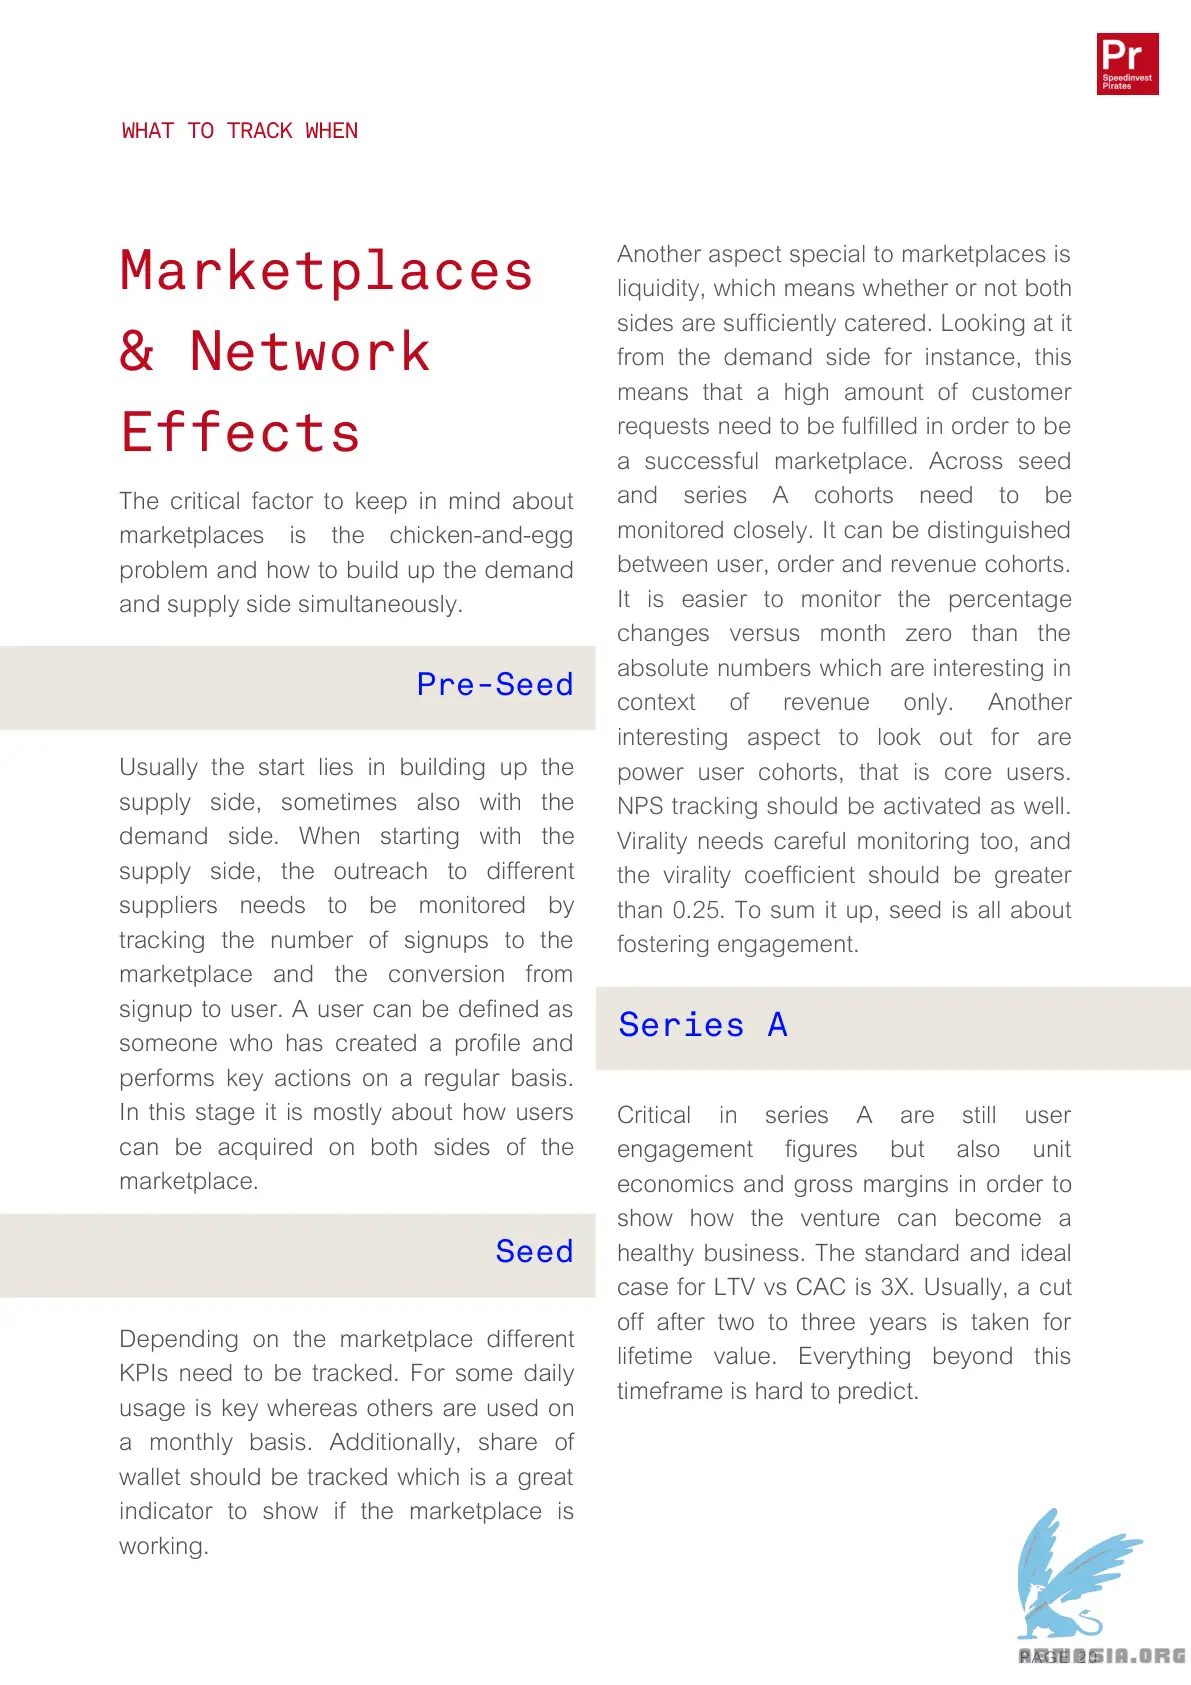 Pr
Speedinvest
Pirates
WHAT TO TRACK WHEN
Marketplaces
& Network
Effects
The critical factor to keep in mind about
marketplaces is the chicken-and-egg
problem and how to build up the demand
and supply side simultaneously.
Pre-Seed
Usually the start lies in building up the
supply side, sometimes also with the
demand side. When starting with the
supply side, the outreach to different
suppliers needs to be monitored by
tracking the number of signups to the
marketplace and the conversion from
signup to user. A user can be defined as
someone who has created a profile and
performs key actions on a regular basis.
In this stage it is mostly about how users
can be acquired on both sides of the
marketplace.
Seed
Depending on the marketplace different
KPIs need to be tracked. For some daily
usage is key whereas others are used on
a monthly basis. Additionally, share of
wallet should be tracked which is a great
indicator to show if the marketplace is
working.
Another aspect special to marketplaces is
liquidity, which means whether or not both
sides are sufficiently catered. Looking at it
from the demand side for instance, this
means that a high amount of customer
requests need to be fulfilled in order to be
a successful marketplace. Across seed
and series A cohorts need to be
monitored closely. It can be distinguished
between user, order and revenue cohorts.
It is easier to monitor the percentage
changes versus month zero than the
absolute numbers which are interesting in
context of revenue only. Another
interesting aspect to look out for are
power user cohorts, that is core users.
NPS tracking should be activated as well.
Virality needs careful monitoring too, and
the virality coefficient should be greater
than 0.25. To sum it up, seed is all about
fostering engagement.
Series A
Critical in series A are still user
engagement figures but also unit
economics and gross margins in order to
show how the venture can become a
healthy business. The standard and ideal
case for LTV vs CAC is 3X. Usually, a cut
off after two to three years is taken for
lifetime value. Everything beyond this
timeframe is hard to predict.
PAGE 20